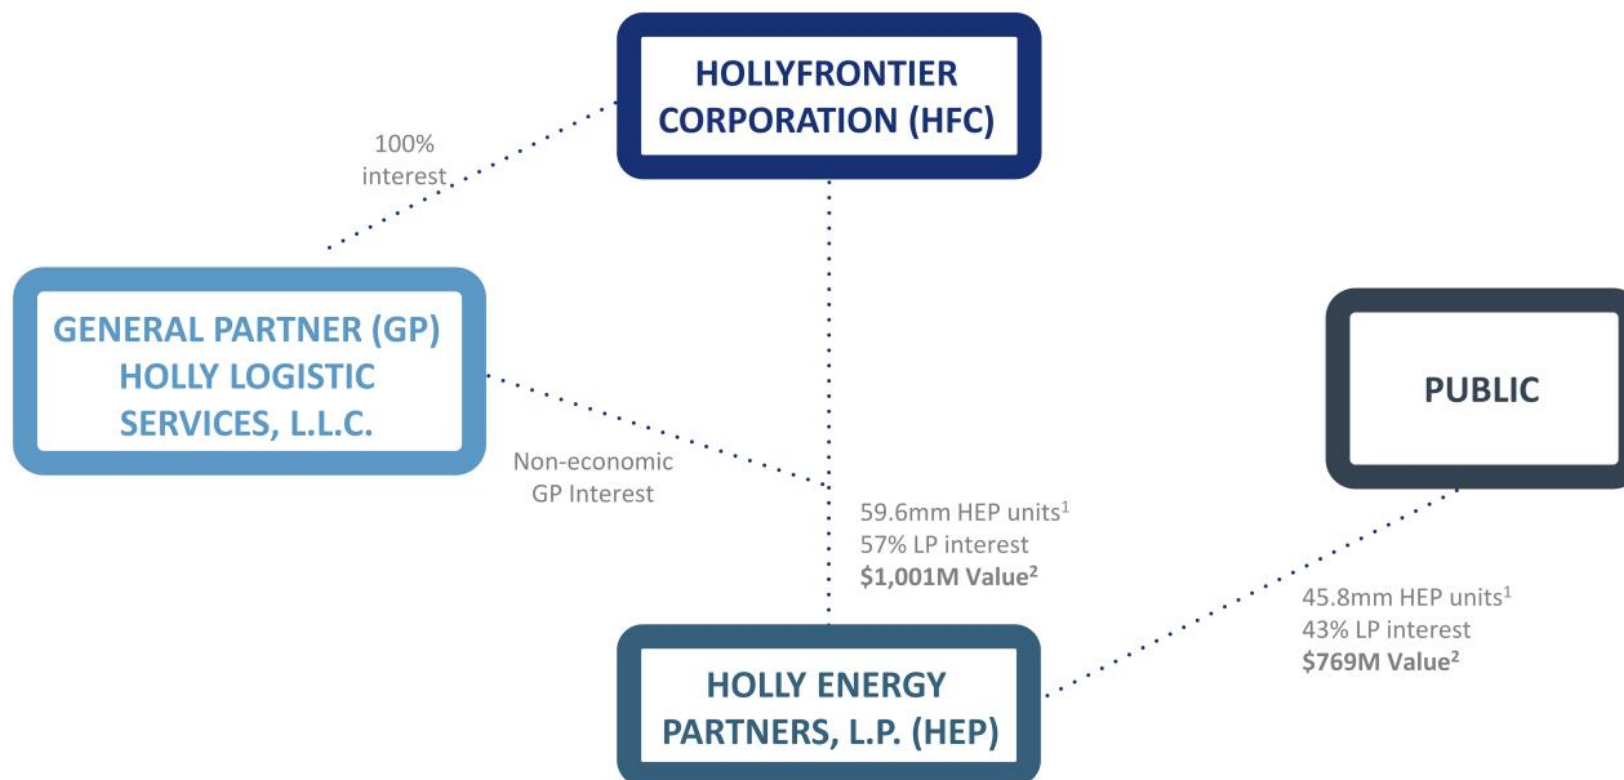 HOLLYFRONTIER
CORPORATION (HFC)
100%
interest
GENERAL PARTNER (GP)
HOLLY LOGISTIC
SERVICES, L.L.C.
PUBLIC
Non-economic
GP Interest
59.6mm HEP units¹
57% LP interest
$1,001M Value²
45.8mm HEP units¹
43% LP interest
$769M Value²
HOLLY ENERGY
PARTNERS, L.P. (HEP)